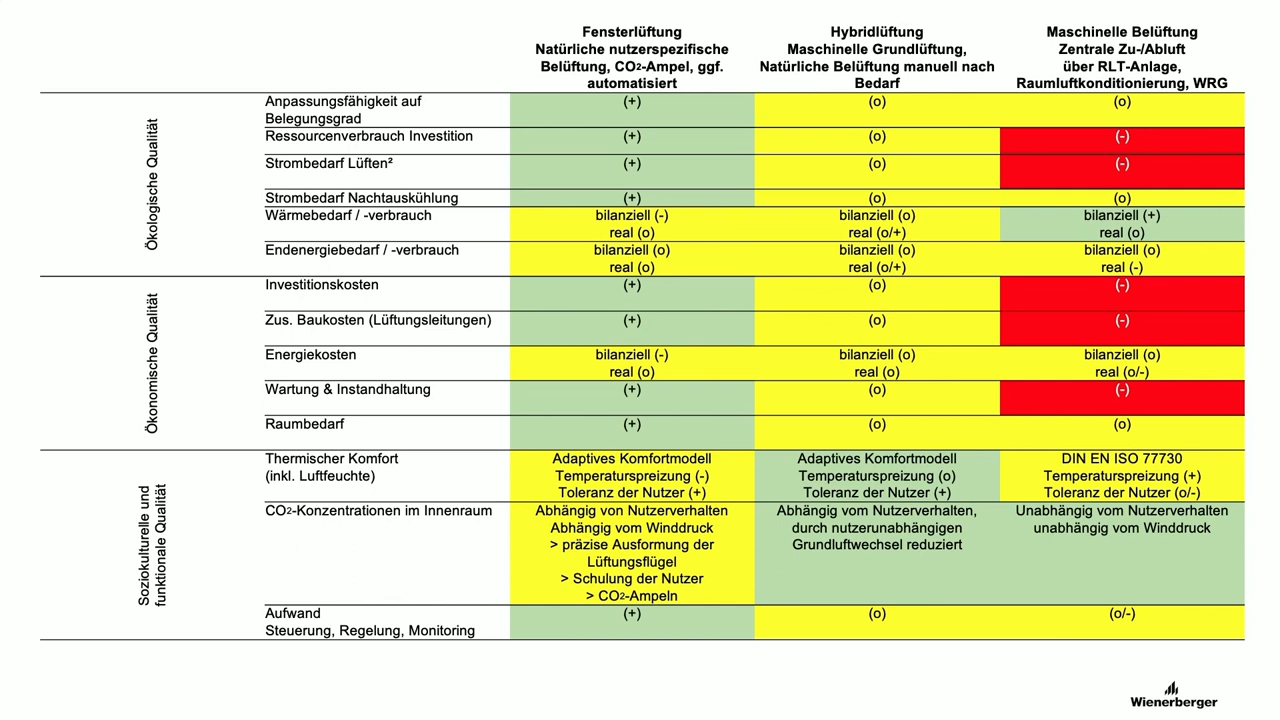 Fensterlüftung
Natürliche nutzerspezifische
Belüftung, CO2-Ampel, ggf.
automatisiert
Hybridlüftung
Maschinelle Grundlüftung,
Natürliche Belüftung manuell nach
Bedarf
Maschinelle Belüftung
Zentrale Zu-/Abluft
über RLT-Anlage,
Raumluftkonditionierung, WRG
Ökologische Qualität
Anpassungsfähigkeit auf
Belegungsgrad
(+)
(o)
(o)
Ressourcenverbrauch Investition
(+)
(o)
(-)
Strombedarf Lüften²
(+)
(o)
(-)
Strombedarf Nachtauskühlung
(+)
(o)
(o)
Wärmebedarf / -verbrauch
bilanziell (-)
real (o)
bilanziell (o)
real (o/+)
bilanziell (+)
real (o)
Endenergiebedarf / -verbrauch
bilanziell (o)
real (o)
bilanziell (o)
real (o/+)
bilanziell (o)
real (-)
Ökonomische Qualität
Investitionskosten
(+)
(o)
(-)
Zus. Baukosten (Lüftungsleitungen)
(+)
(o)
(-)
Energiekosten
bilanziell (-)
real (o)
bilanziell (o)
real (o)
bilanziell (o)
real (o/-)
Wartung & Instandhaltung
(+)
(o)
(-)
Raumbedarf
(+)
(o)
(o)
Soziokulturelle und
funktionale Qualität
Thermischer Komfort
(inkl. Luftfeuchte)
Adaptives Komfortmodell
Temperaturspreizung (-)
Toleranz der Nutzer (+)
Adaptives Komfortmodell
Temperaturspreizung (o)
Toleranz der Nutzer (+)
DIN EN ISO 77730
Temperaturspreizung (+)
Toleranz der Nutzer (o/-)
CO2-Konzentrationen im Innenraum
Abhängig von Nutzerverhalten
Abhängig vom Winddruck
> präzise Ausformung der
Lüftungsflügel
> Schulung der Nutzer
> CO2-Ampeln
Abhängig vom Nutzerverhalten,
durch nutzerunabhängigen
Grundluftwechsel reduziert
Unabhängig vom Nutzerverhalten
unabhängig vom Winddruck
Aufwand
Steuerung, Regelung, Monitoring
(+)
(o)
(o/-)
Wienerberger